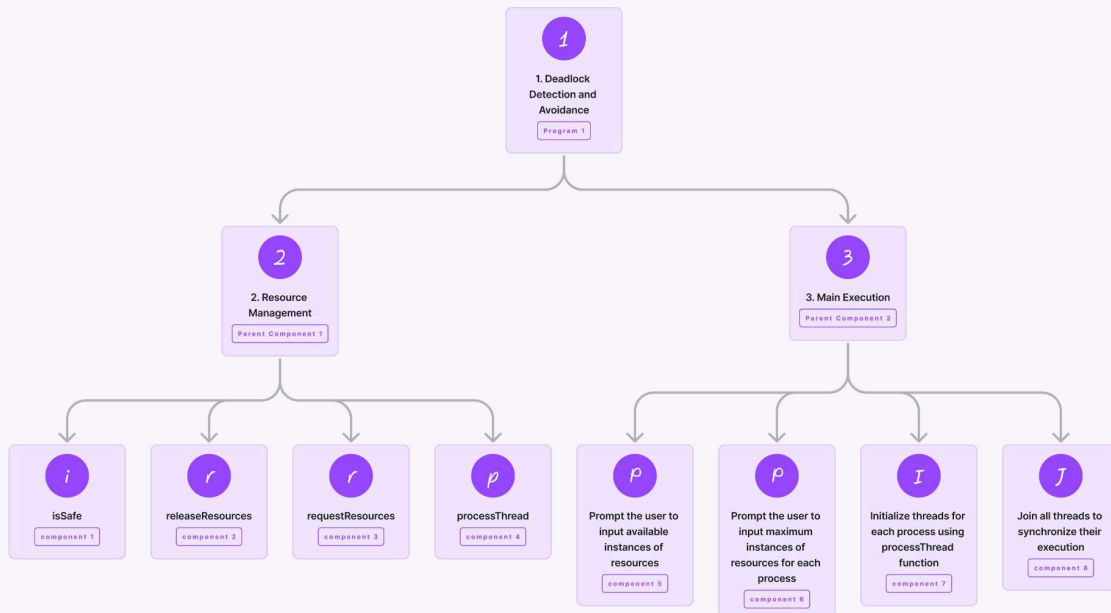 1
1. Deadlock
Detection and
Avoidance
Program 1
2
2. Resource
Management
Parent Component 1
3
3. Main Execution
Parent Component 2
i
isSafe
component 1
r
releaseResources
component 2
r
requestResources
component 3
p
processThread
component 4
P
Prompt the user to
input available
instances of
resources
component 5
P
Prompt the user to
input maximum
instances of
resources for each
process
component 6
I
Initialize threads for
each process using
processThread
function
component 7
J
Join all threads to
synchronize their
execution
component 8